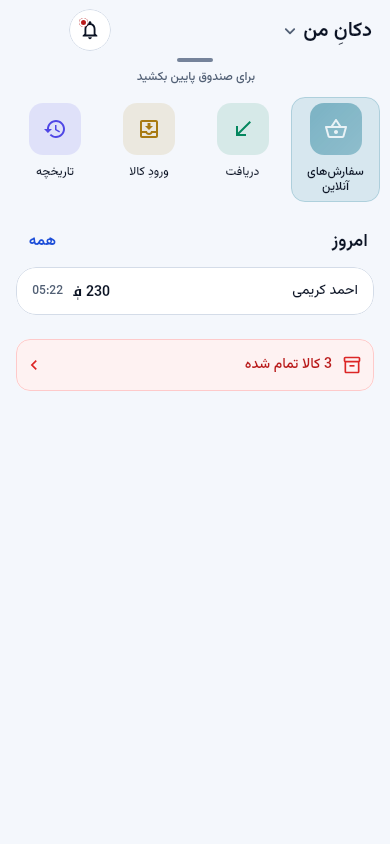 دکانِ من
برای صندوق پایین بکشید
سفارش‌های
آنلاین
دریافت
ورودِ کالا
تاریخچه
امروز
همه
احمد کریمی
230 ؋
05:22
3 کالا تمام شده